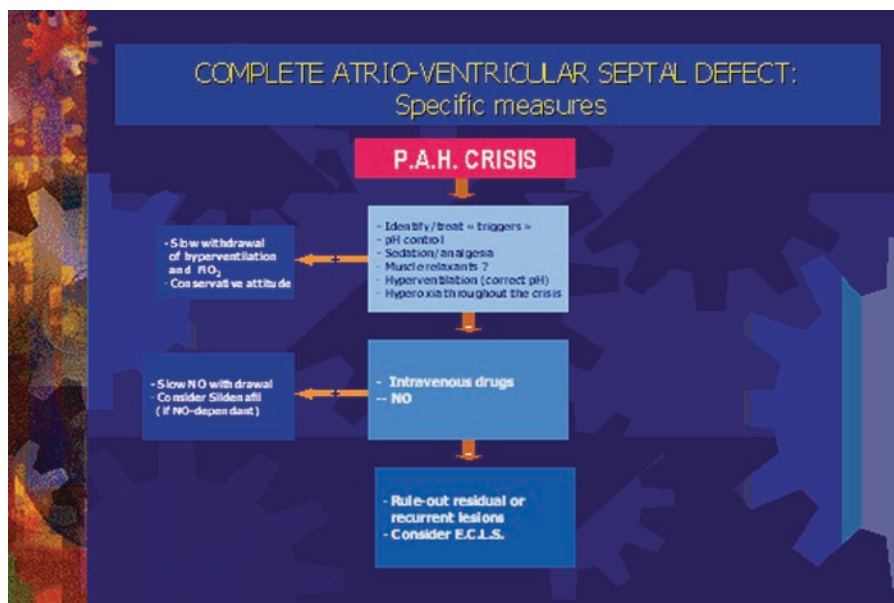 COMPLETE ATRIO-VENTRICULAR SEPTAL DEFECT:
Specific measures
P.A.H. CRISIS
- Identify/treat « triggers »
- pH control
- Sedation/analgesia
- Muscle relaxants ?
- Hyperventilation (correct pH)
- Hyperoxia throughout the crisis
- Slow withdrawal
of hyperventilation
and FiO₂
- Conservative attitude
+
-
- Intravenous drugs
-- NO
- Slow NO withdrawal
- Consider Sildenafil
(if NO-dependant)
+
-
- Rule-out residual or
recurrent lesions
- Consider E.C.L.S.